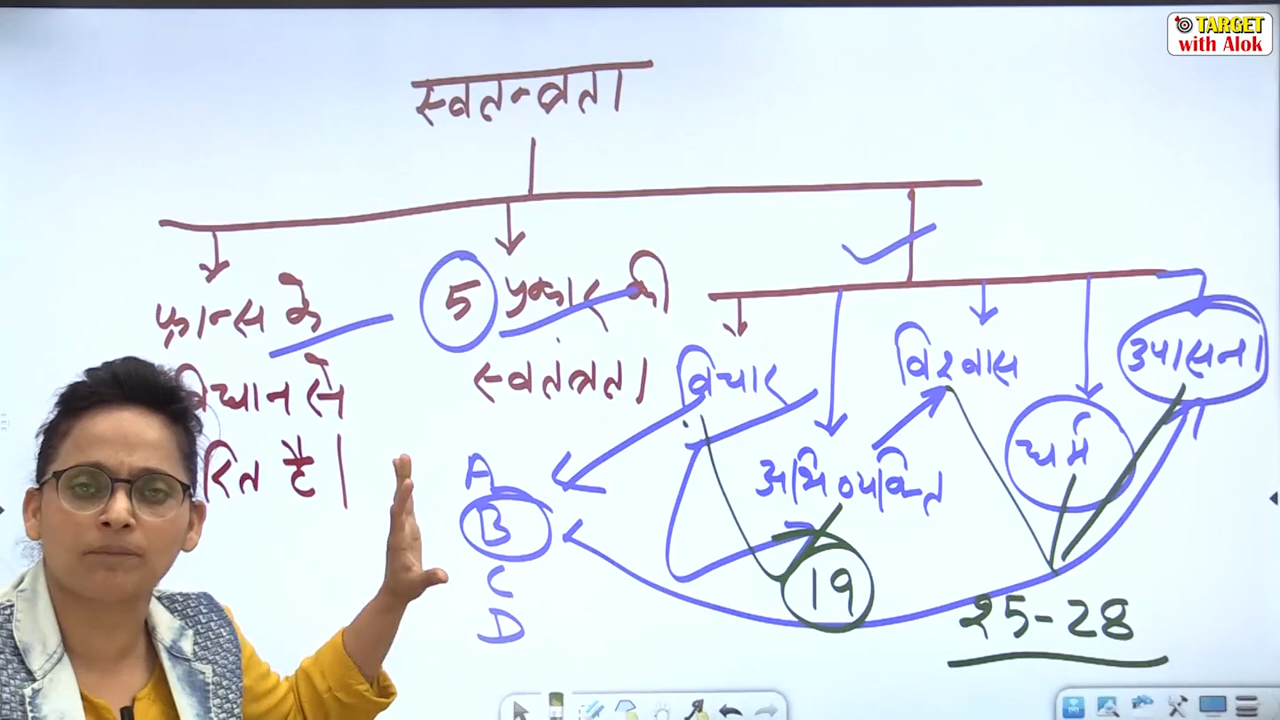 TARGET
with Alok
स्वतन्त्रता
फ्रान्स के
विधान से
रित है।
5 प्रकार की
स्वतंत्रता
विचार
अभिव्यक्ति
विश्वास
धर्म
उपासना
A
B
C
D
19
25-28